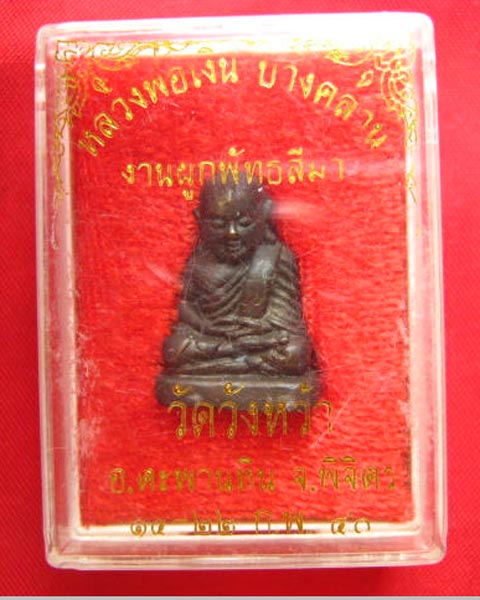 หลวงพ่อเงิน บางคลาน
งานผูกพัทธสีมา
วัดวังหว้า
อ.ตะพานหิน จ.พิจิตร
๑๔-๒๒ ก.พ. ๔๐